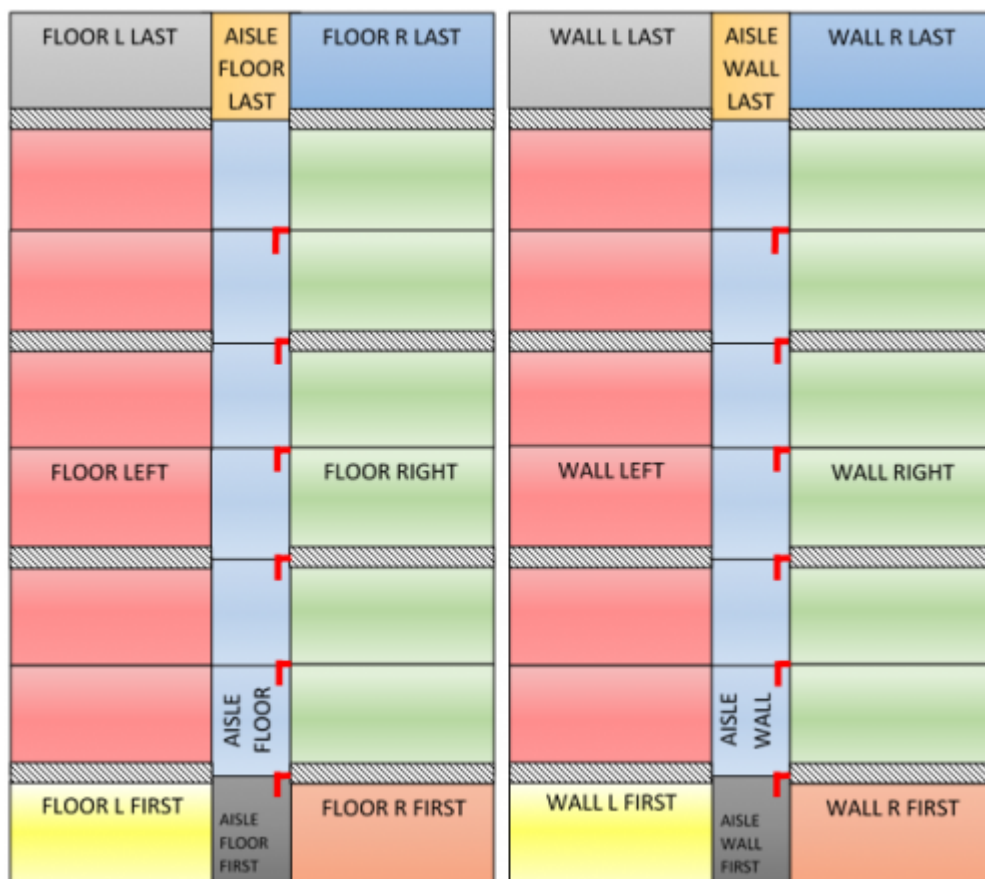 FLOOR L LAST
AISLE
FLOOR
LAST
FLOOR R LAST
WALL L LAST
AISLE
WALL
LAST
WALL R LAST
FLOOR LEFT
FLOOR RIGHT
WALL LEFT
WALL RIGHT
AISLE
FLOOR
AISLE
WALL
FLOOR L FIRST
AISLE
FLOOR
FIRST
FLOOR R FIRST
WALL L FIRST
AISLE
WALL
FIRST
WALL R FIRST